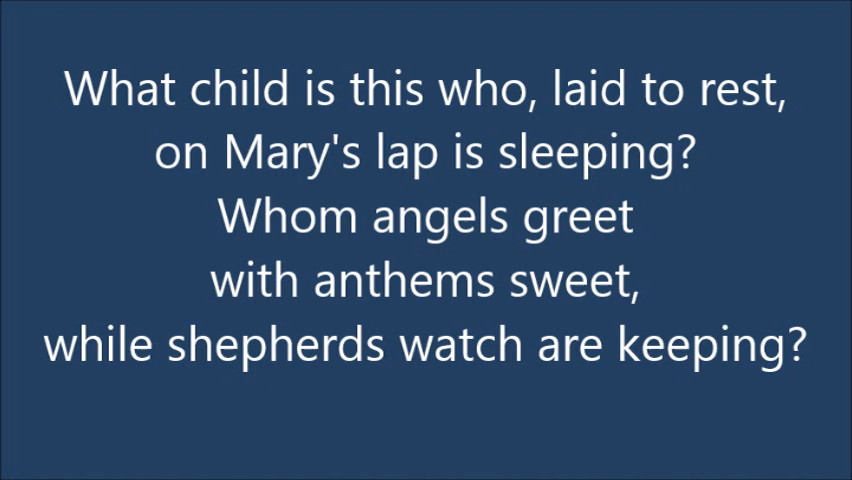 What child is this who, laid to rest,
on Mary's lap is sleeping?
Whom angels greet
with anthems sweet,
while shepherds watch are keeping?